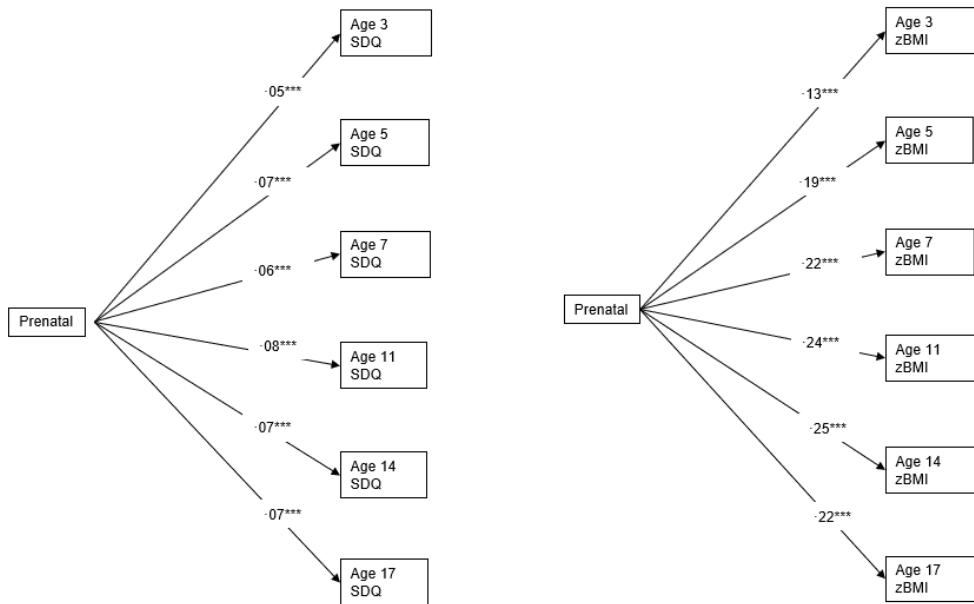 Age 3
SDQ
·05***
Age 5
SDQ
·07***
Age 7
SDQ
·06***
Prenatal
·08***
Age 11
SDQ
·07***
Age 14
SDQ
·07***
Age 17
SDQ
Age 3
zBMI
·13***
Age 5
zBMI
·19***
Age 7
zBMI
·22***
Prenatal
·24***
Age 11
zBMI
·25***
Age 14
zBMI
·22***
Age 17
zBMI